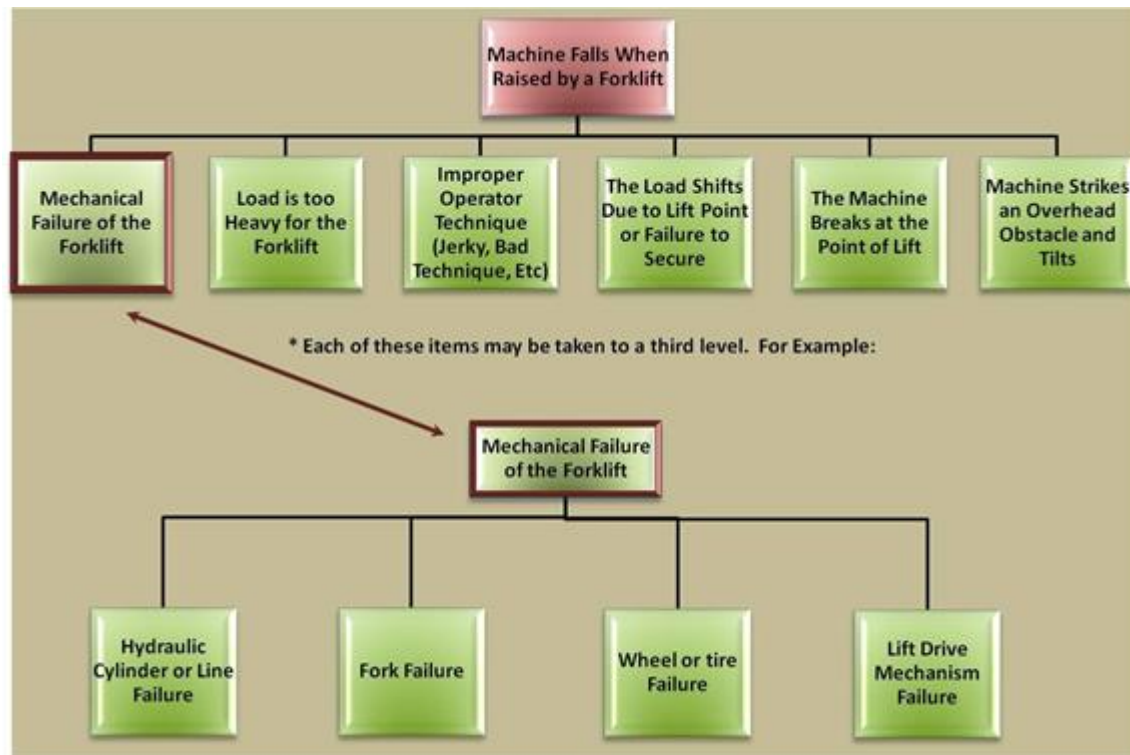 Machine Falls When
Raised by a Forklift
Mechanical
Failure of the
Forklift
Load is too
Heavy for the
Forklift
Improper
Operator
Technique
(Jerky, Bad
Technique, Etc)
The Load Shifts
Due to Lift Point
or Failure to
Secure
The Machine
Breaks at the
Point of Lift
Machine Strikes
an Overhead
Obstacle and
Tilts
* Each of these items may be taken to a third level.  For Example:
Mechanical Failure
of the Forklift
Hydraulic
Cylinder or Line
Failure
Fork Failure
Wheel or tire
Failure
Lift Drive
Mechanism
Failure